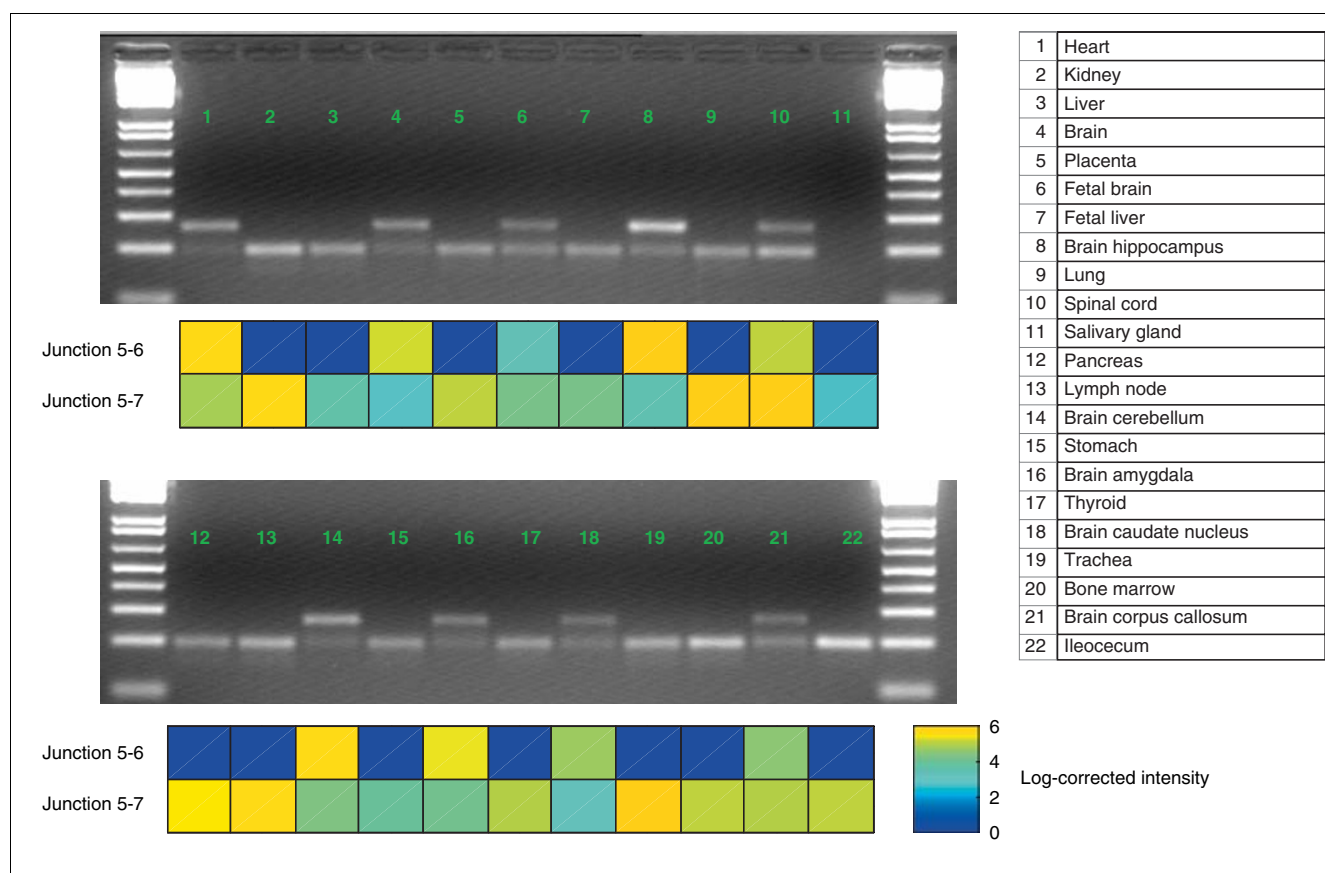 1 2 3 4 5 6 7 8 9 10 11
Junction 5-6
Junction 5-7
12 13 14 15 16 17 18 19 20 21 22
Junction 5-6
Junction 5-7
6
4
2
0
Log-corrected intensity
1 Heart
2 Kidney
3 Liver
4 Brain
5 Placenta
6 Fetal brain
7 Fetal liver
8 Brain hippocampus
9 Lung
10 Spinal cord
11 Salivary gland
12 Pancreas
13 Lymph node
14 Brain cerebellum
15 Stomach
16 Brain amygdala
17 Thyroid
18 Brain caudate nucleus
19 Trachea
20 Bone marrow
21 Brain corpus callosum
22 Ileocecum